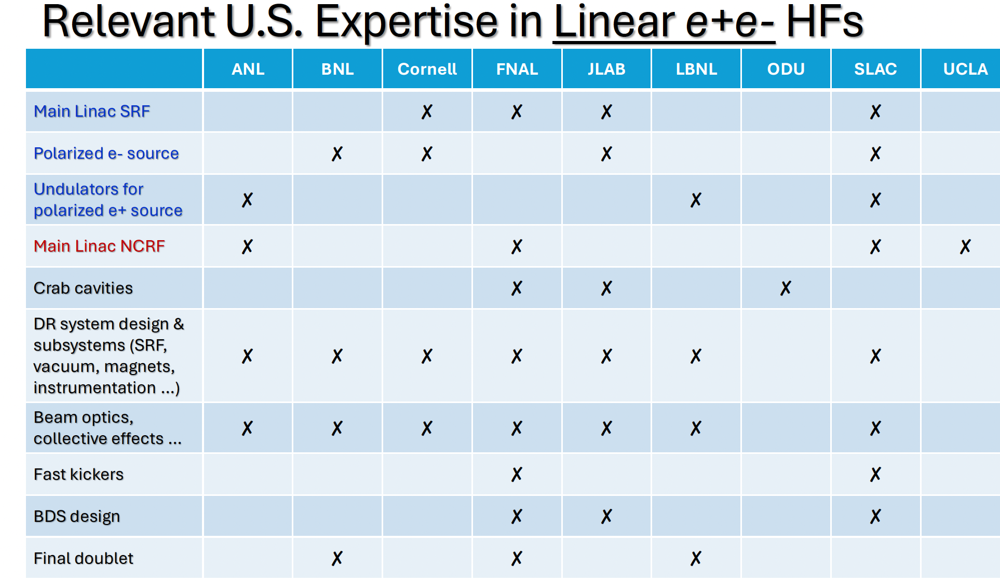 Relevant U.S. Expertise in Linear e+e- HFs
ANL BNL Cornell FNAL JLAB LBNL ODU SLAC UCLA
Main Linac SRF ✗ ✗ ✗ ✗
Polarized e- source ✗ ✗ ✗ ✗
Undulators for
polarized e+ source ✗ ✗ ✗
Main Linac NCRF ✗ ✗ ✗ ✗
Crab cavities ✗ ✗ ✗
DR system design &
subsystems (SRF,
vacuum, magnets,
instrumentation ...) ✗ ✗ ✗ ✗ ✗ ✗ ✗
Beam optics,
collective effects ... ✗ ✗ ✗ ✗ ✗ ✗ ✗
Fast kickers ✗ ✗
BDS design ✗ ✗ ✗
Final doublet ✗ ✗ ✗